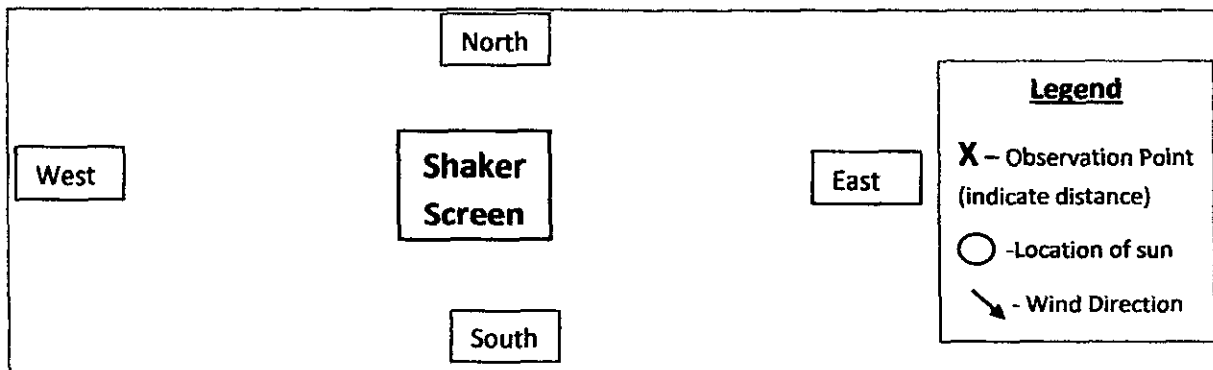 North
West
Shaker
Screen
East
South
Legend
X – Observation Point
(indicate distance)
-Location of sun
- Wind Direction